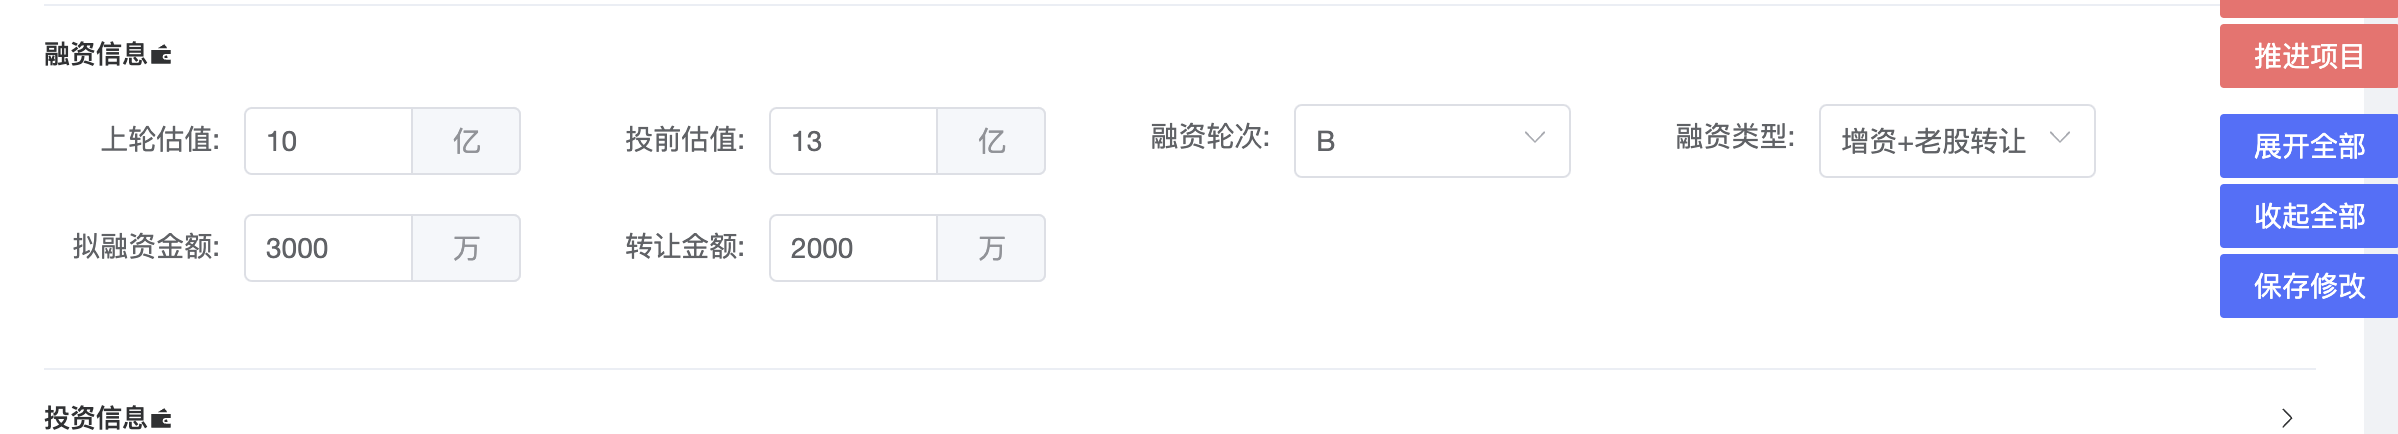 融资信息
推进项目
上轮估值: 10 亿 投前估值: 13 亿 融资轮次: B 融资类型: 增资+老股转让
展开全部
收起全部
拟融资金额: 3000 万 转让金额: 2000 万
保存修改
投资信息